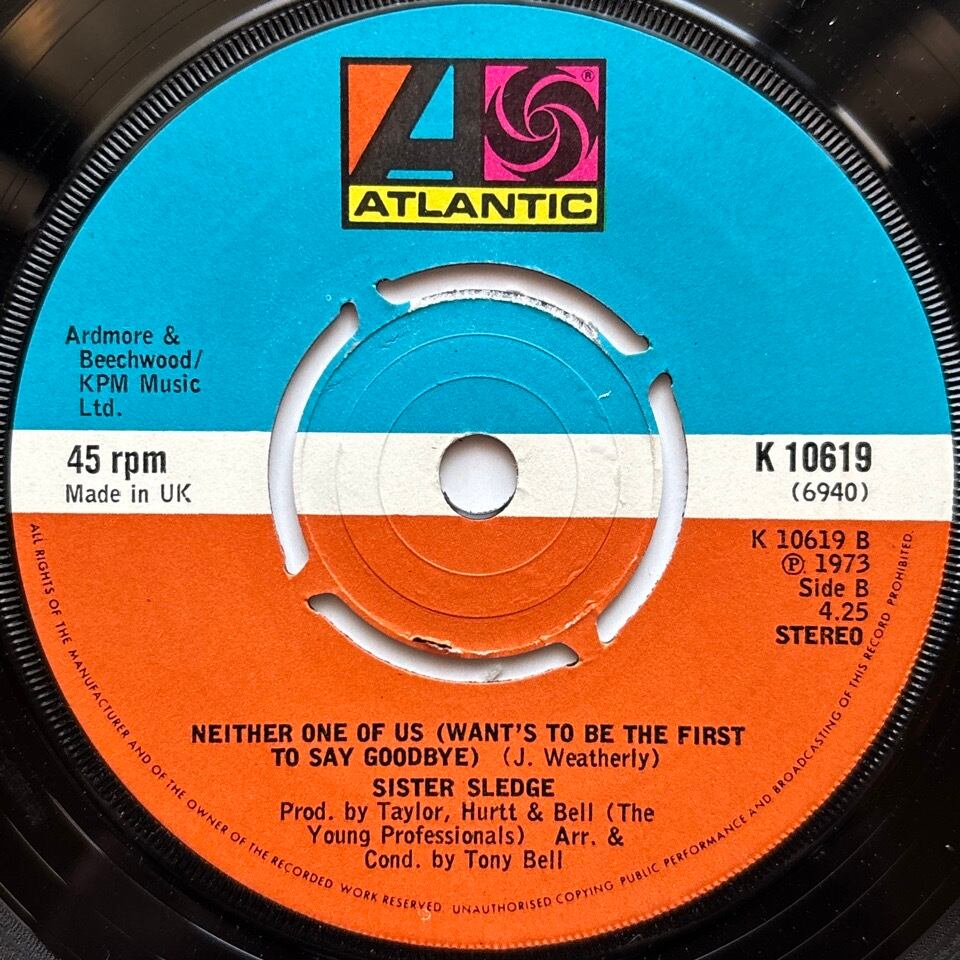 A
®
ATLANTIC
Ardmore &
Beechwood/
KPM Music
Ltd.
45 rpm
Made in UK
K 10619
(6940)
K 10619 B
Ⓟ 1973
Side B
4.25
STEREO
NEITHER ONE OF US (WANT'S TO BE THE FIRST
TO SAY GOODBYE) (J. Weatherly)
SISTER SLEDGE
Prod. by Taylor, Hurtt & Bell (The
Young Professionals) Arr. &
Cond. by Tony Bell
ALL RIGHTS OF THE MANUFACTURER AND OF THE OWNER OF THE RECORDED WORK RESERVED. UNAUTHORISED COPYING PUBLIC PERFORMANCE AND BROADCASTING OF THIS RECORD PROHIBITED.